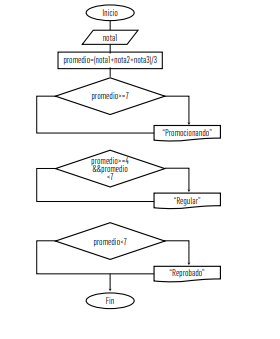 Inicio
nota1
promedio=(nota1+nota2+nota3)/3
promedio>=7
"Promocionando"
promedio>=4
&&promedio
<7
"Regular"
promedio<7
"Reprobado"
Fin